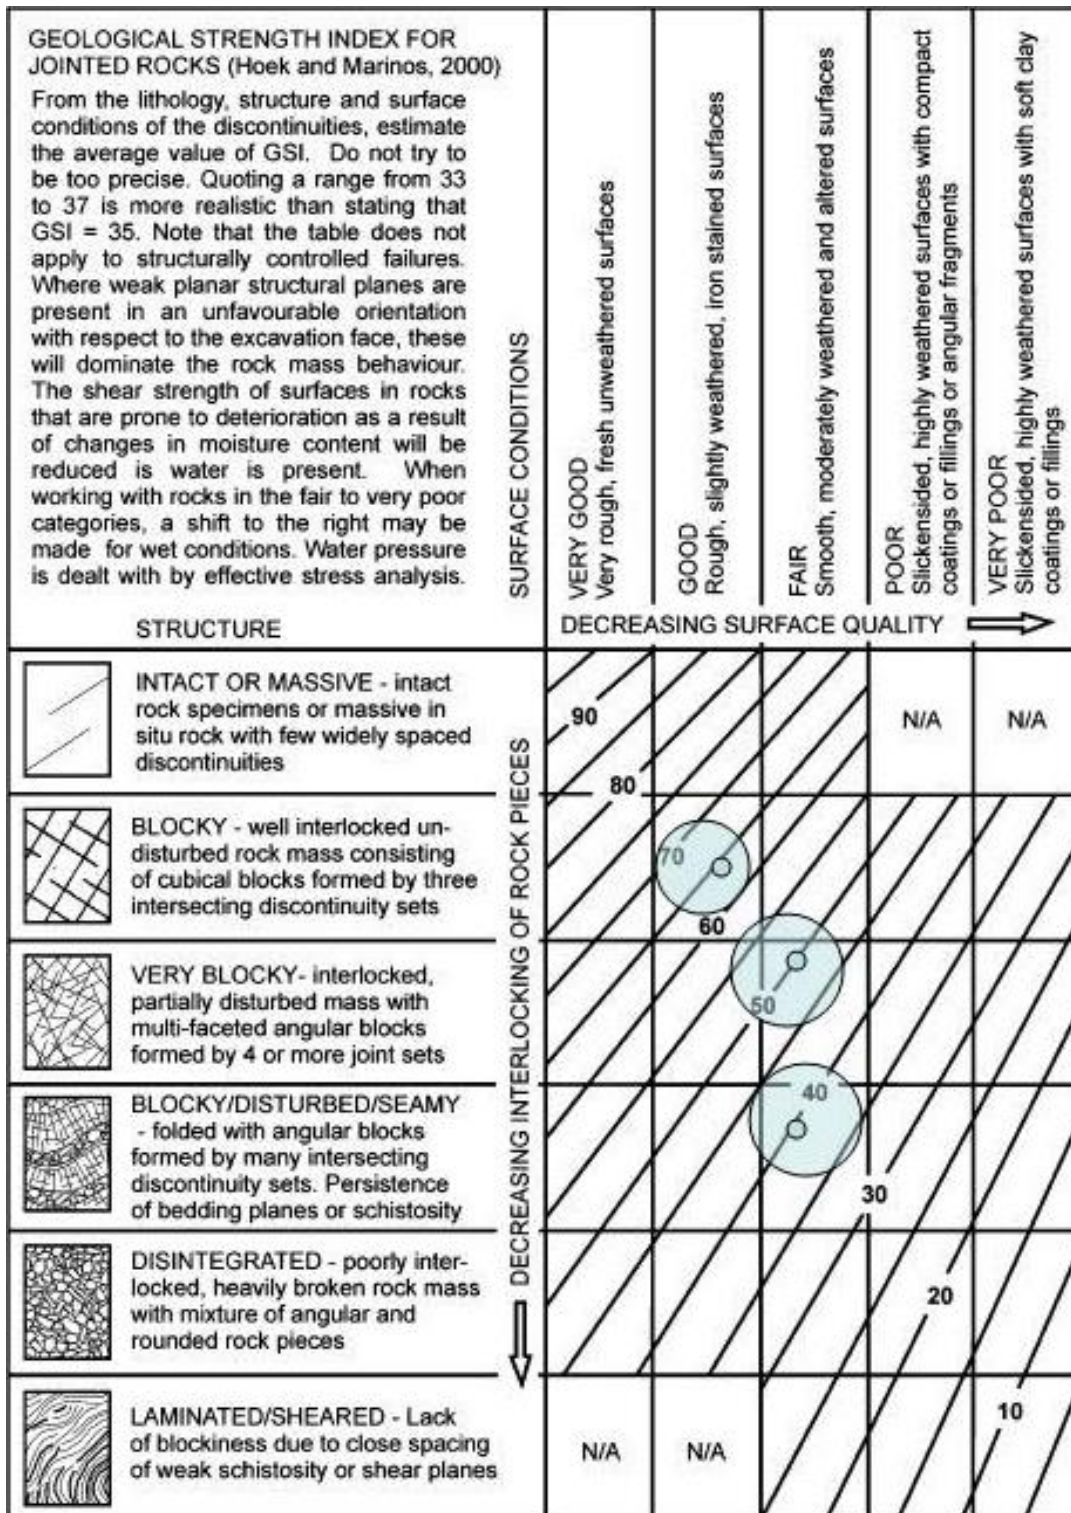 GEOLOGICAL STRENGTH INDEX FOR
JOINTED ROCKS (Hoek and Marinos, 2000)
From the lithology, structure and surface
conditions of the discontinuities, estimate
the average value of GSI. Do not try to
be too precise. Quoting a range from 33
to 37 is more realistic than stating that
GSI = 35. Note that the table does not
apply to structurally controlled failures.
Where weak planar structural planes are
present in an unfavourable orientation
with respect to the excavation face, these
will dominate the rock mass behaviour.
The shear strength of surfaces in rocks
that are prone to deterioration as a result
of changes in moisture content will be
reduced is water is present. When
working with rocks in the fair to very poor
categories, a shift to the right may be
made for wet conditions. Water pressure
is dealt with by effective stress analysis.
STRUCTURE
SURFACE CONDITIONS
VERY GOOD
Very rough, fresh unweathered surfaces
GOOD
Rough, slightly weathered, iron stained surfaces
FAIR
Smooth, moderately weathered and altered surfaces
POOR
Slickensided, highly weathered surfaces with compact
coatings or fillings or angular fragments
VERY POOR
Slickensided, highly weathered surfaces with soft clay
coatings or fillings
DECREASING SURFACE QUALITY
INTACT OR MASSIVE - intact
rock specimens or massive in
situ rock with few widely spaced
discontinuities
BLOCKY - well interlocked un-
disturbed rock mass consisting
of cubical blocks formed by three
intersecting discontinuity sets
VERY BLOCKY- interlocked,
partially disturbed mass with
multi-faceted angular blocks
formed by 4 or more joint sets
BLOCKY/DISTURBED/SEAMY
- folded with angular blocks
formed by many intersecting
discontinuity sets. Persistence
of bedding planes or schistosity
DISINTEGRATED - poorly inter-
locked, heavily broken rock mass
with mixture of angular and
rounded rock pieces
LAMINATED/SHEARED - Lack
of blockiness due to close spacing
of weak schistosity or shear planes
DECREASING INTERLOCKING OF ROCK PIECES
90
N/A
N/A
80
70
60
50
40
30
20
10
N/A
N/A